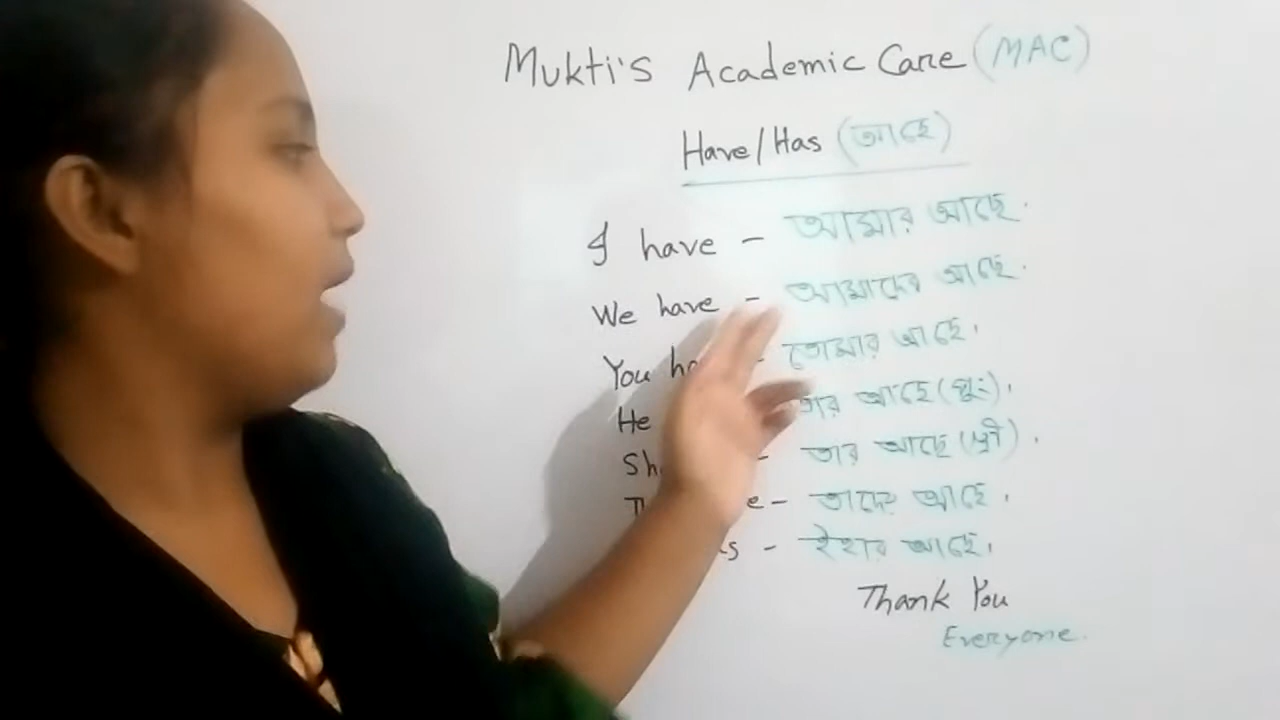 Mukti's Academic Care (MAC)
Have/Has (আছে)
I have - আমার আছে.
We have - আমাদের আছে.
You - তোমার আছে.
He তার আছে (পুঃ).
- তার আছে (স্ত্রী).
- তাদের আছে.
- ইহার আছে.
Thank You
Everyone.